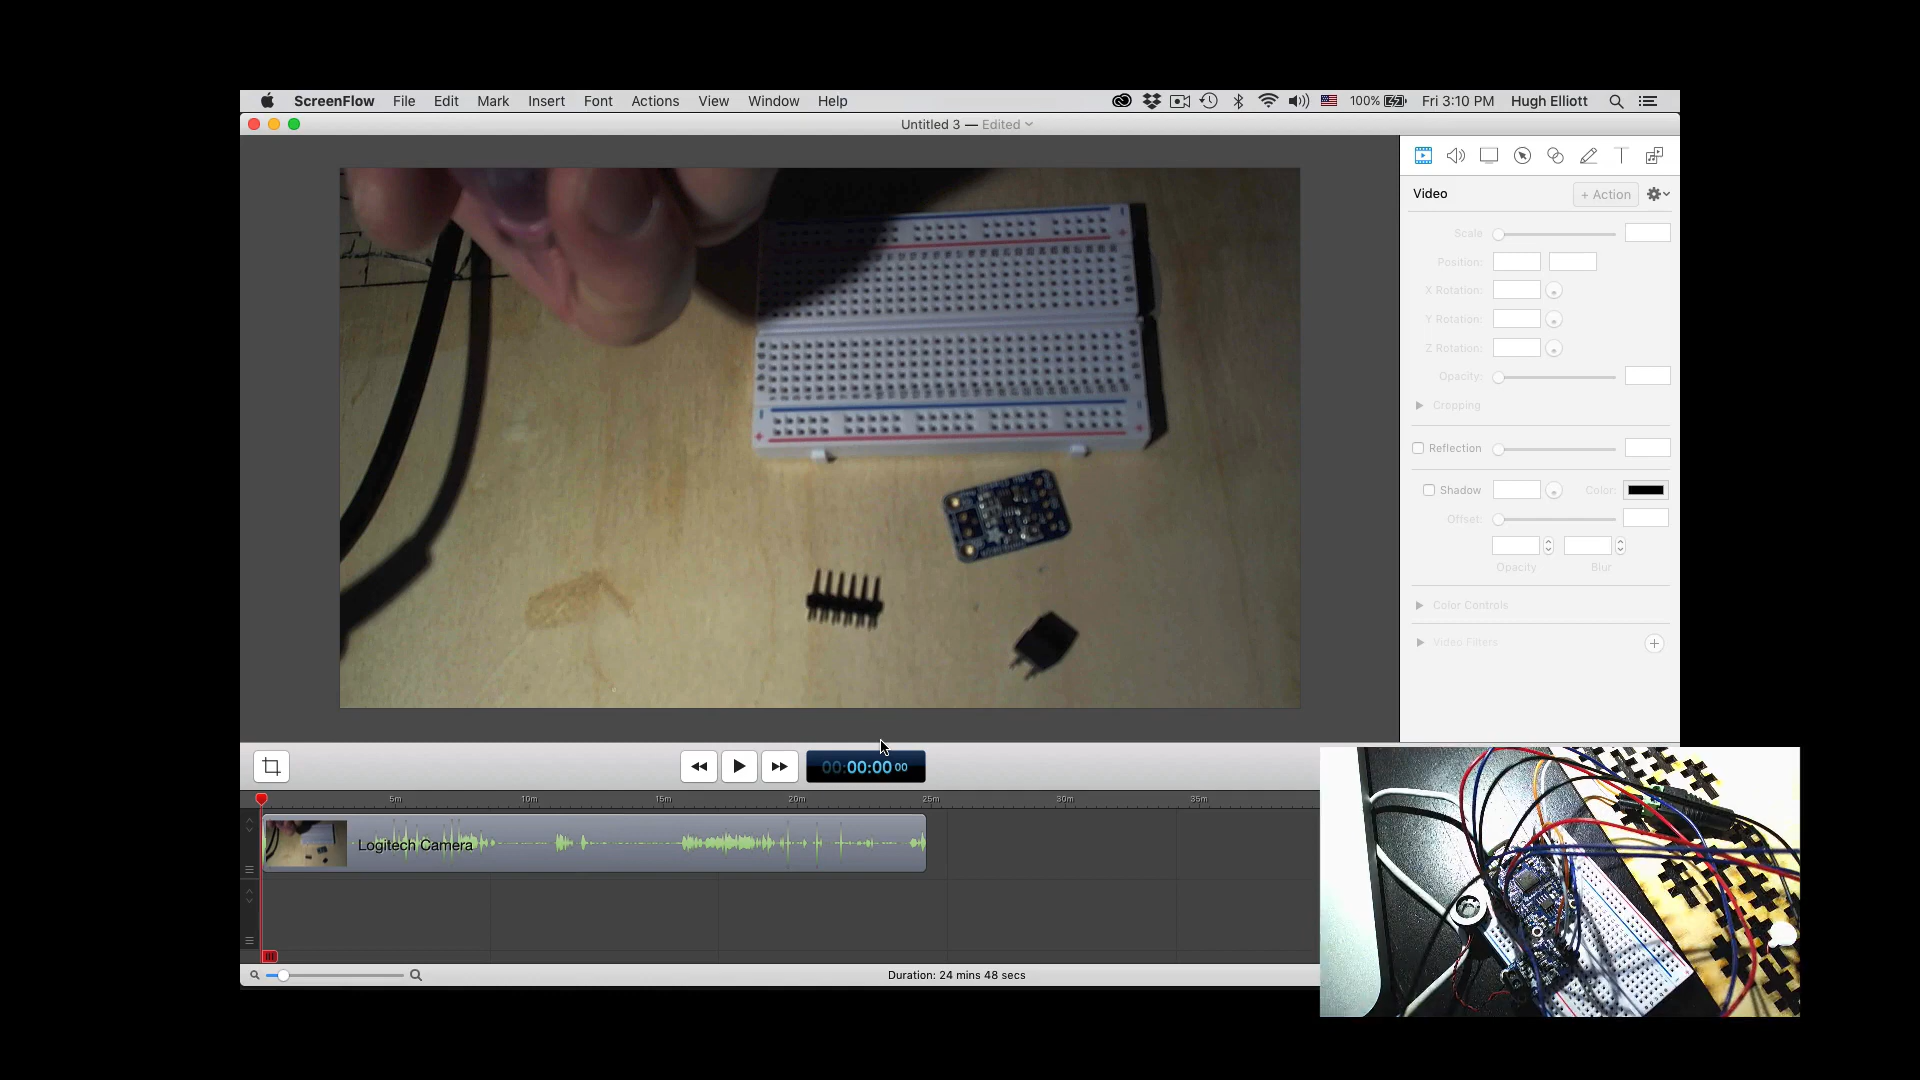 ScreenFlow File Edit Mark Insert Font Actions View Window Help 100% Fri 3:10 PM Hugh Elliott
Untitled 3 — Edited
Video + Action
Scale
Position:
X Rotation:
Y Rotation:
Z Rotation:
Opacity:
Cropping
Reflection
Shadow Color:
Offset:
Opacity Blur
Color Controls
Video Filters
00:00:00 00
5m 10m 15m 20m 25m 30m 35m
Logitech Camera
Duration: 24 mins 48 secs